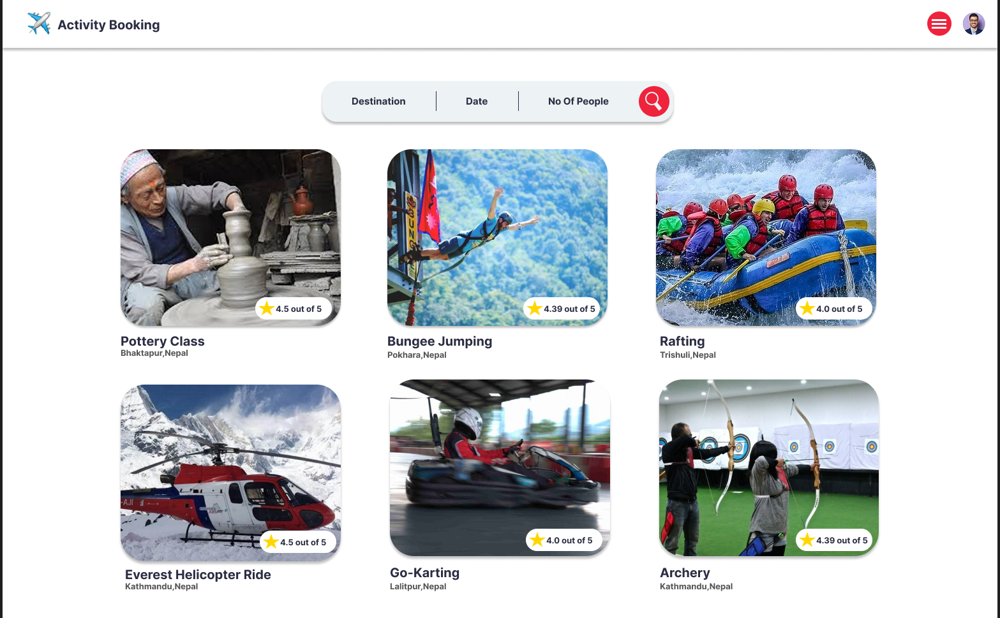 Activity Booking
Destination
Date
No Of People
4.5 out of 5
4.39 out of 5
4.0 out of 5
Pottery Class
Bhaktapur,Nepal
Bungee Jumping
Pokhara,Nepal
Rafting
Trishuli,Nepal
AJI
4.5 out of 5
4.0 out of 5
4.39 out of 5
Everest Helicopter Ride
Kathmandu,Nepal
Go-Karting
Lalitpur,Nepal
Archery
Kathmandu,Nepal